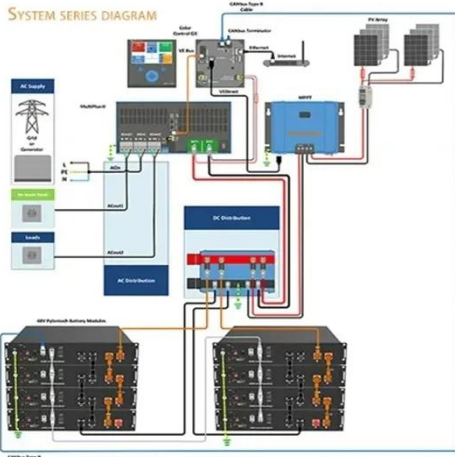 SYSTEM SERIES DIAGRAM
CANbus Type B
Cable
Color
Control GX
CANbus Terminator
PV Array
VE.Bus
Ethernet
Internet
AC Supply
VE.Direct
MPPT
MultiPlus-II
Grid
or
Generator
L
PE
N
ACin
ACout1
Loads
DC Distribution
ACout2
AC Distribution
48V Pylontech Battery Modules